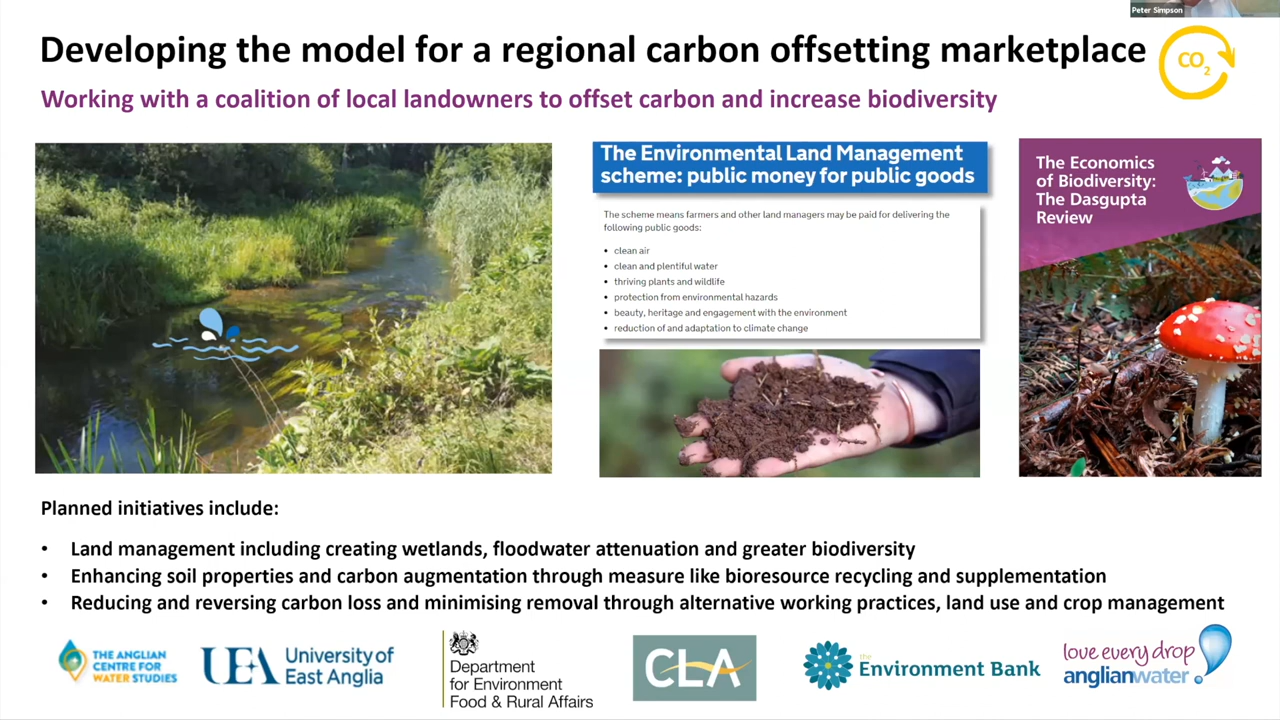 Peter Simpson
Developing the model for a regional carbon offsetting marketplace
CO2
Working with a coalition of local landowners to offset carbon and increase biodiversity
The Environmental Land Management
scheme: public money for public goods
The scheme means farmers and other land managers may be paid for delivering the
following public goods:
• clean air
• clean and plentiful water
• thriving plants and wildlife
• protection from environmental hazards
• beauty, heritage and engagement with the environment
• reduction of and adaptation to climate change
The Economics
of Biodiversity:
The Dasgupta
Review
Planned initiatives include:
• Land management including creating wetlands, floodwater attenuation and greater biodiversity
• Enhancing soil properties and carbon augmentation through measure like bioresource recycling and supplementation
• Reducing and reversing carbon loss and minimising removal through alternative working practices, land use and crop management
THE ANGLIAN
CENTRE FOR
WATER STUDIES
UEA University of
East Anglia
Department
for Environment
Food & Rural Affairs
CLA
the
Environment Bank
love every drop
anglianwater